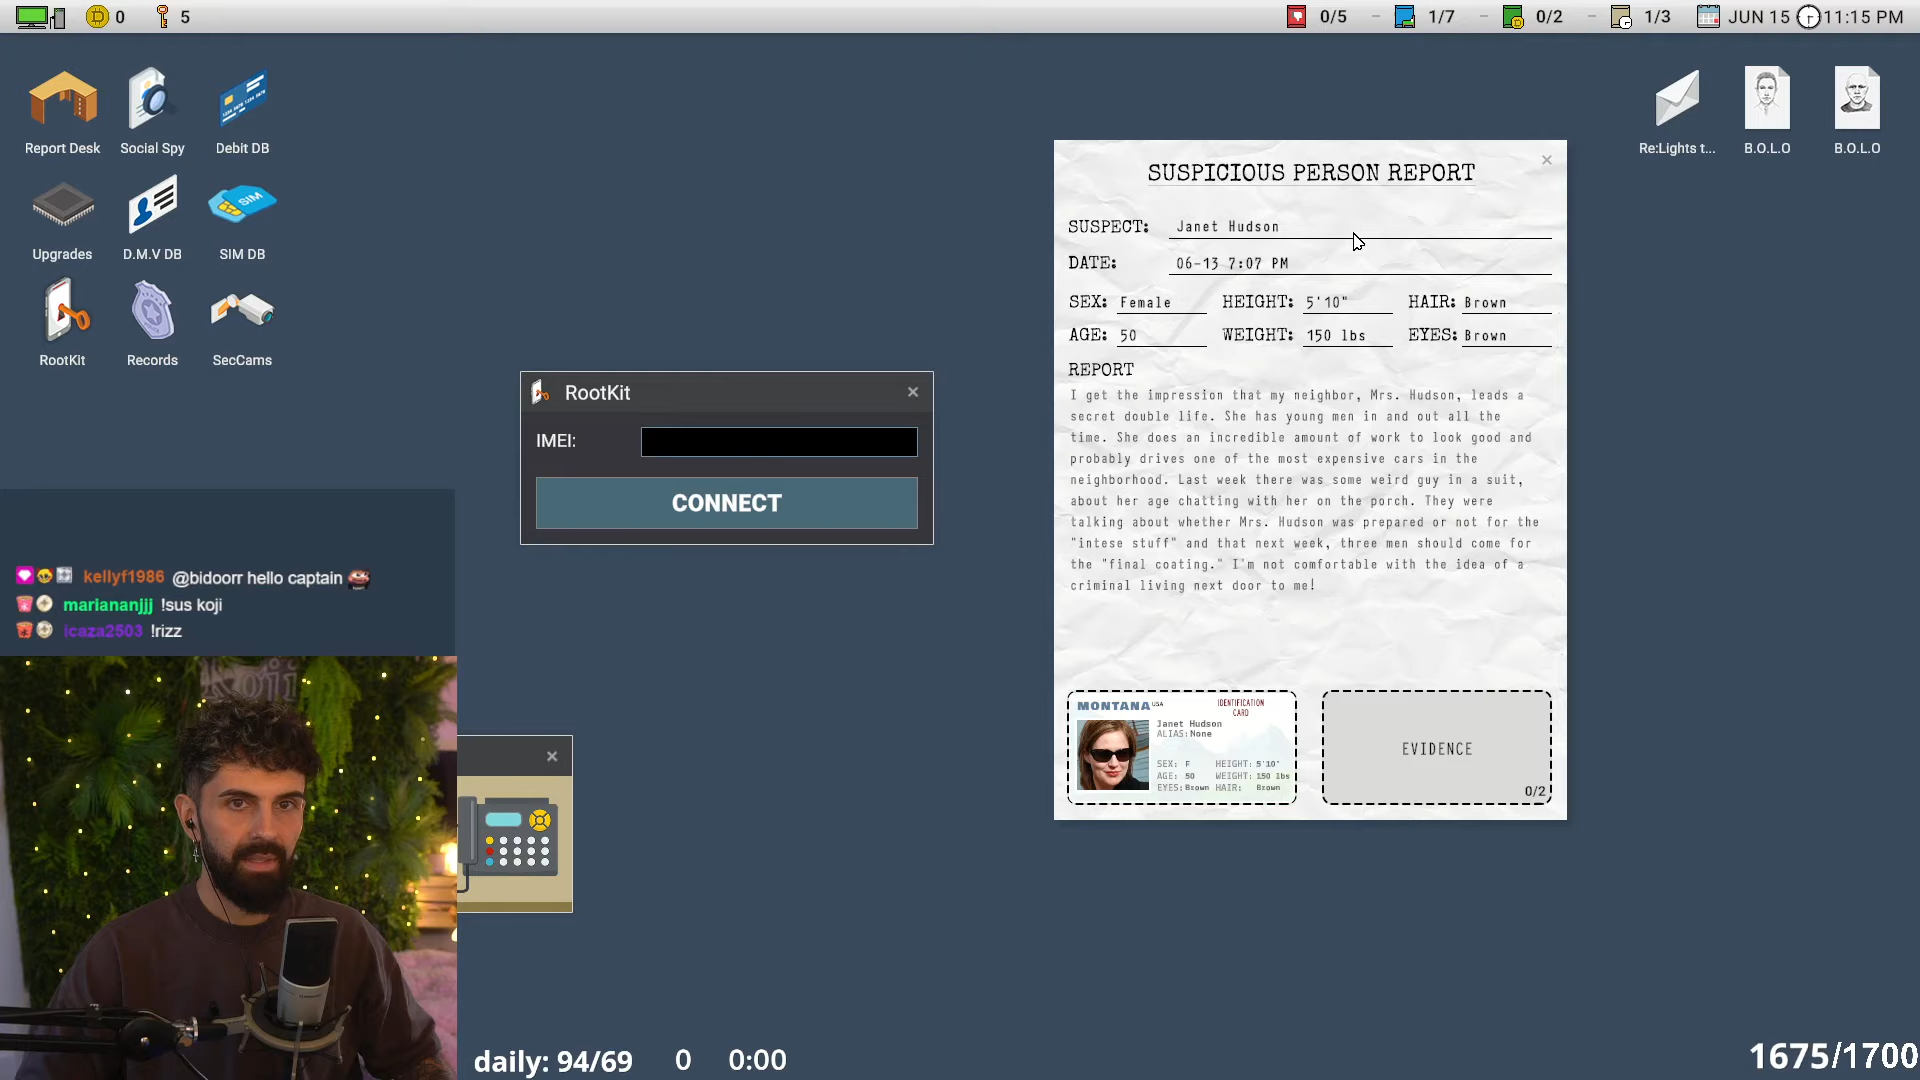 0
5
0/5
1/7
0/2
1/3
JUN 15
11:15 PM
Report Desk
Social Spy
Debit DB
Upgrades
D.M.V DB
SIM DB
RootKit
Records
SecCams
Re:Lights t...
B.O.L.O
B.O.L.O
SUSPICIOUS PERSON REPORT
SUSPECT: Janet Hudson
DATE: 06-13 7:07 PM
SEX: Female HEIGHT: 5'10" HAIR: Brown
AGE: 50 WEIGHT: 150 lbs EYES: Brown
REPORT
I get the impression that my neighbor, Mrs. Hudson, leads a
secret double life. She has young men in and out all the
time. She does an incredible amount of work to look good and
probably drives one of the most expensive cars in the
neighborhood. Last week there was some weird guy in a suit,
about her age chatting with her on the porch. They were
talking about whether Mrs. Hudson was prepared or not for the
"intese stuff" and that next week, three men should come for
the "final coating." I'm not comfortable with the idea of a
criminal living next door to me!
MONTANA USA
IDENTIFICATION
CARD
Janet Hudson
ALIAS: None
SEX: F HEIGHT: 5'10"
AGE: 50 WEIGHT: 150 lbs
EYES: Brown HAIR: Brown
EVIDENCE
0/2
RootKit
IMEI:
CONNECT
kellyf1986 @bidoorr hello captain
mariananjjj !sus koji
icaza2503 !rizz
Koji
SIM
daily: 94/69 0 0:00
1675/1700